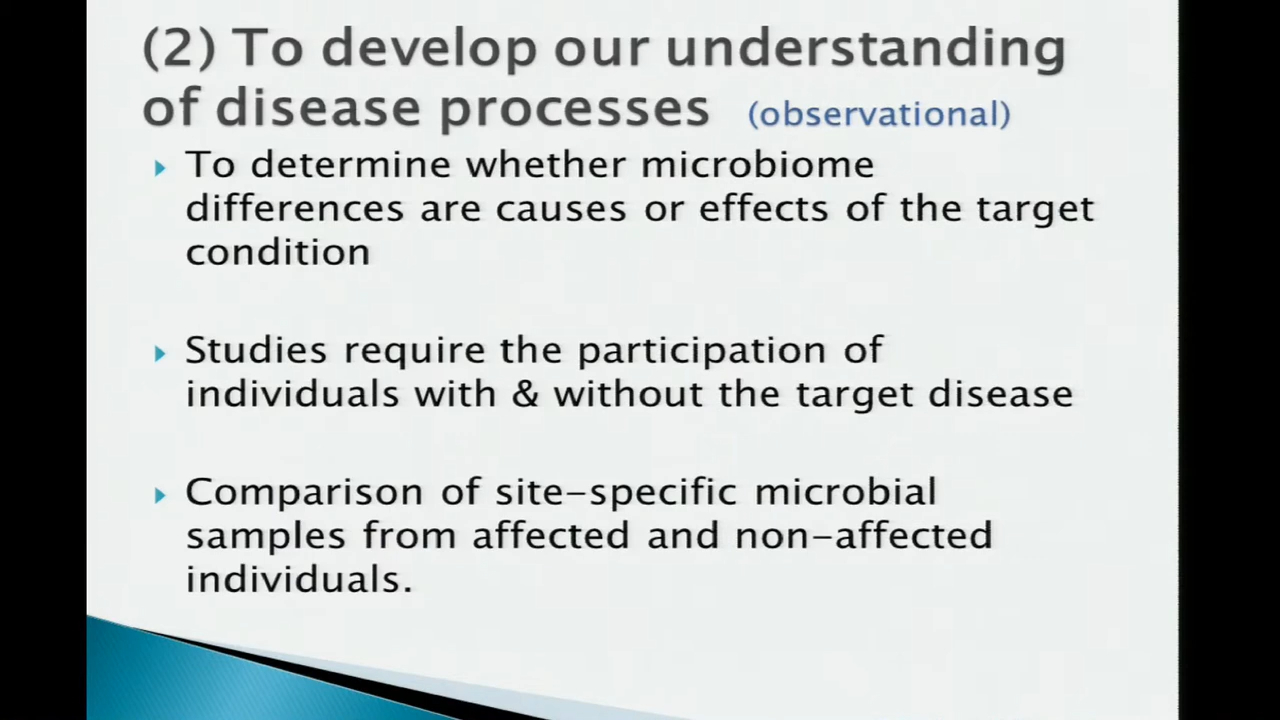 (2) To develop our understanding
of disease processes (observational)
To determine whether microbiome
differences are causes or effects of the target
condition
Studies require the participation of
individuals with & without the target disease
Comparison of site-specific microbial
samples from affected and non-affected
individuals.